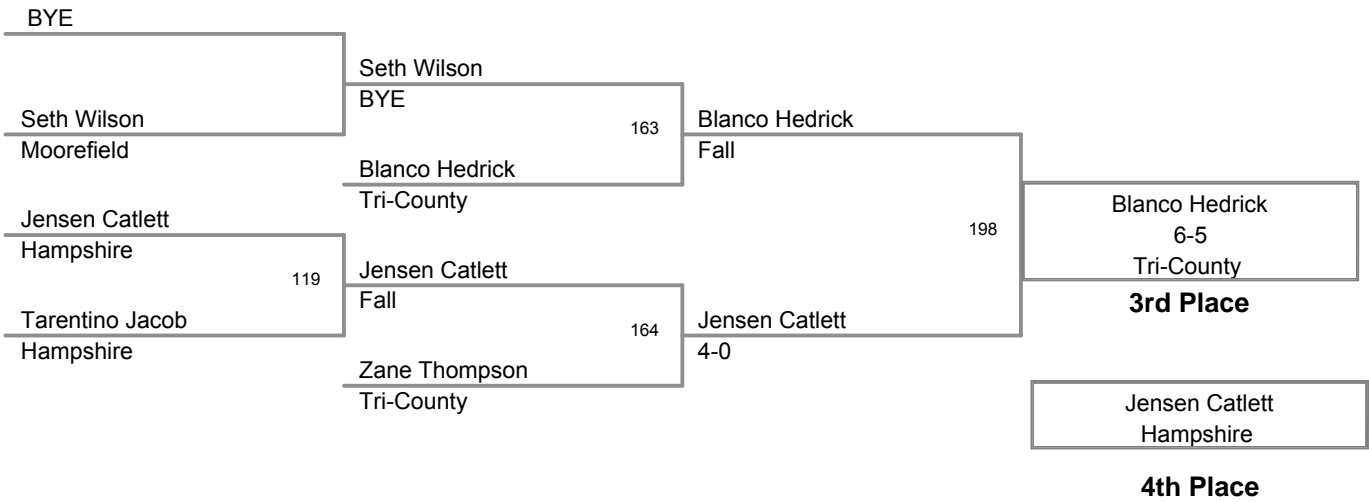 BYE
Seth Wilson
BYE
Seth Wilson
Moorefield
163
Blanco Hedrick
Fall
Blanco Hedrick
Tri-County
Jensen Catlett
Hampshire
119
Jensen Catlett
Fall
Tarentino Jacob
Hampshire
164
Jensen Catlett
4-0
Zane Thompson
Tri-County
198
Blanco Hedrick
6-5
Tri-County
3rd Place
Jensen Catlett
Hampshire
4th Place